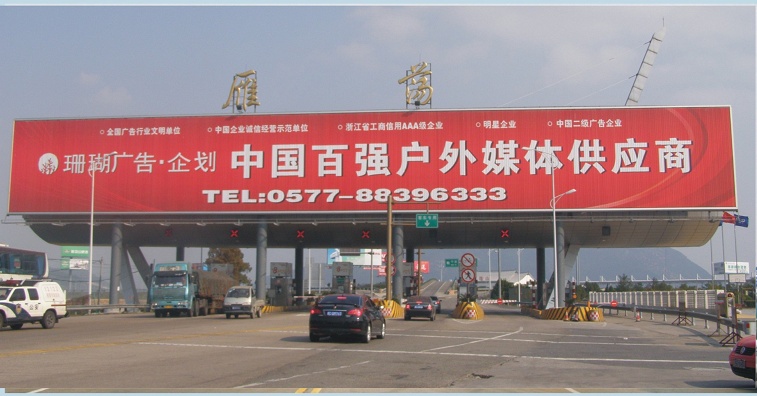 雁荡
○全国广告行业文明单位 ○中国企业诚信经营示范单位 ○浙江省工商信用AAA级企业 ○明星企业 ○中国二级广告企业
珊瑚广告·企划 中国百强户外媒体供应商
TEL:0577-88396333